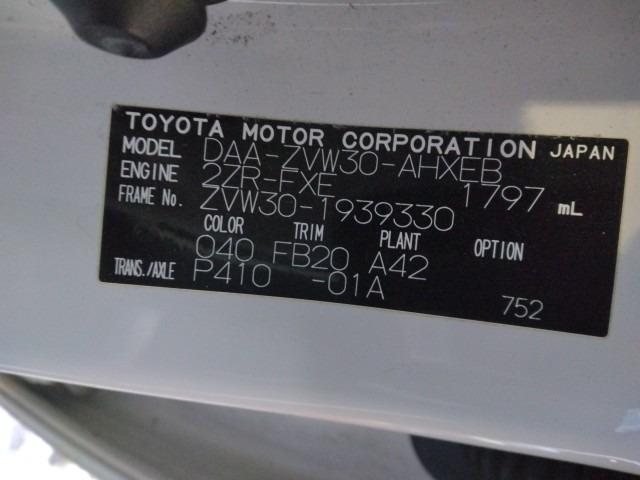 TOYOTA MOTOR CORPORATION JAPAN
MODEL DAA-ZVW30-AHXEB
ENGINE 2ZR-FXE 1797 mL
FRAME No. ZVW30-1939330
COLOR TRIM PLANT OPTION
040 FB20 A42
TRANS./AXLE P410 -01A
752